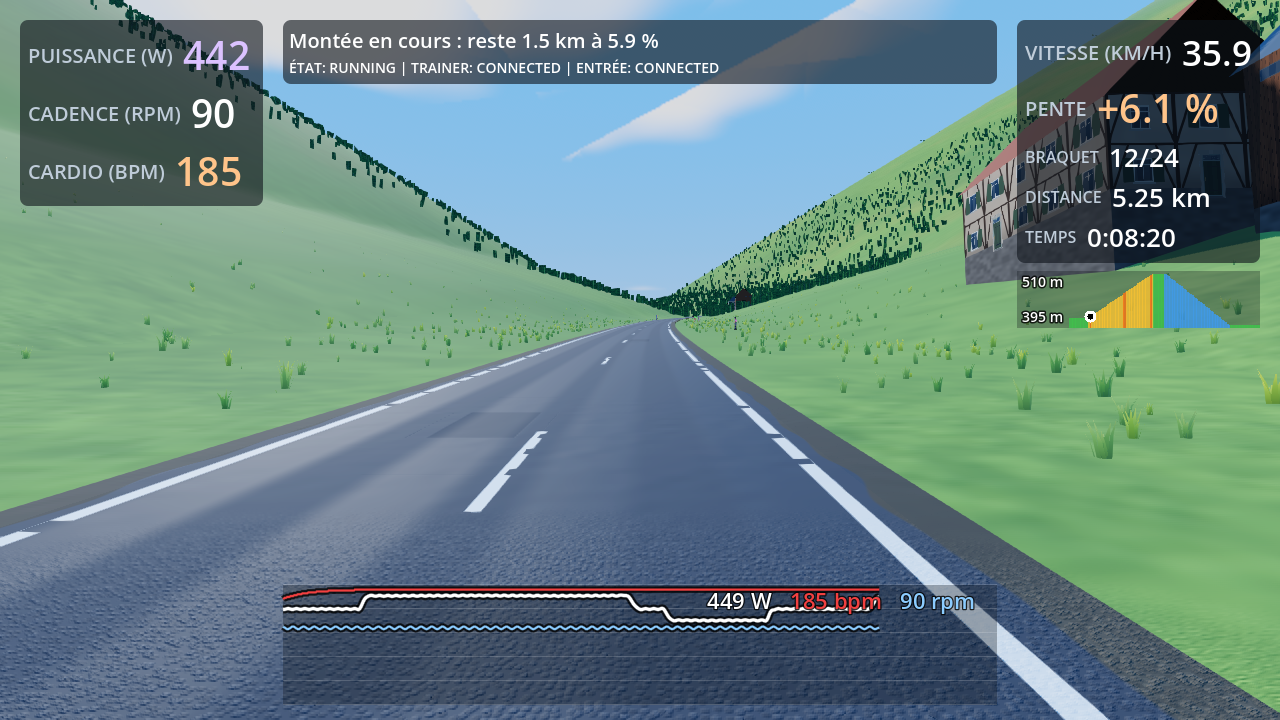 PUISSANCE (W) 442
CADENCE (RPM) 90
CARDIO (BPM) 185
Montée en cours : reste 1.5 km à 5.9 %
ÉTAT: RUNNING | TRAINER: CONNECTED | ENTRÉE: CONNECTED
VITESSE (KM/H) 35.9
PENTE +6.1 %
BRAQUET 12/24
DISTANCE 5.25 km
TEMPS 0:08:20
510 m
395 m
449 W 185 bpm 90 rpm